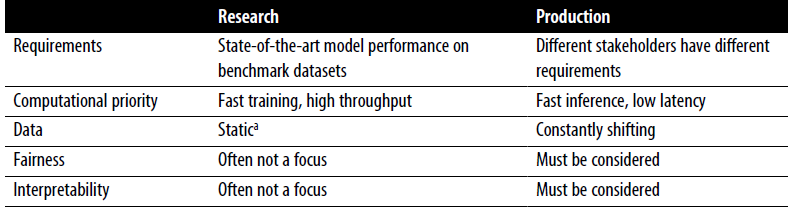 Research Production
Requirements State-of-the-art model performance on Different stakeholders have different
benchmark datasets requirements
Computational priority Fast training, high throughput Fast inference, low latency
Data Staticᵃ Constantly shifting
Fairness Often not a focus Must be considered
Interpretability Often not a focus Must be considered